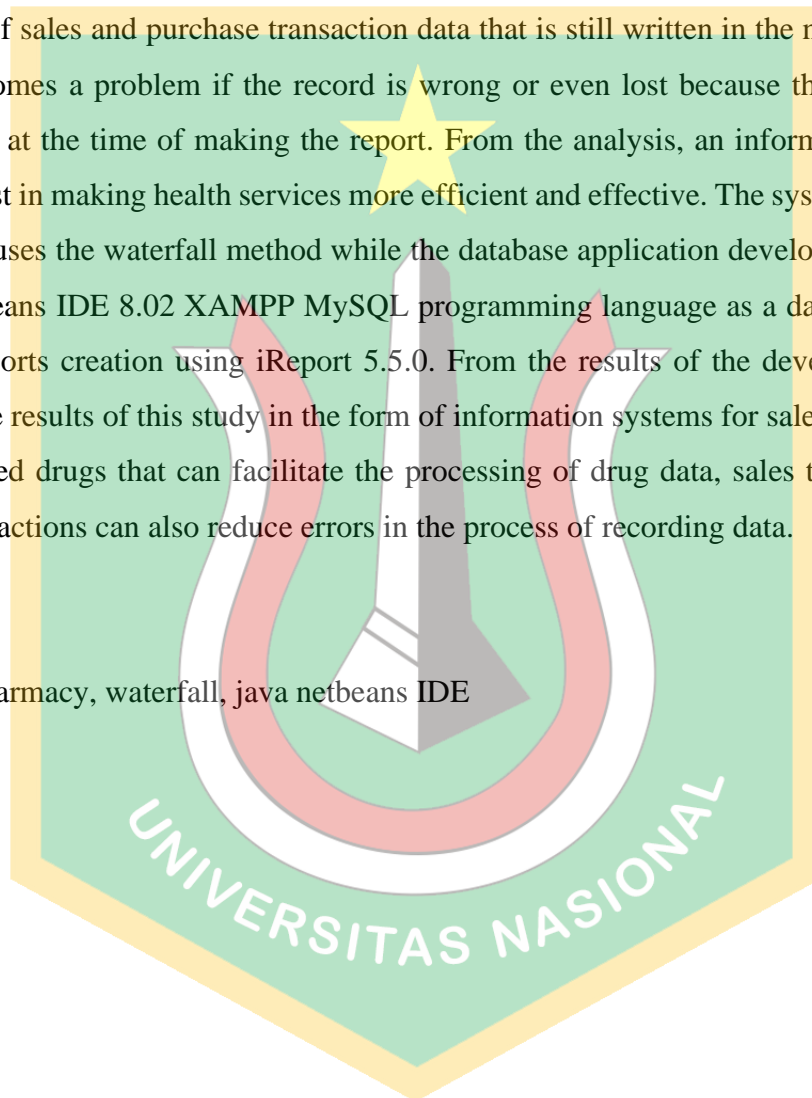 f sales and purchase transaction data that is still written in the
omes a problem if the record is wrong or even lost because th
at the time of making the report. From the analysis, an inform
st in making health services more efficient and effective. The sys
uses the waterfall method while the database application develo
eans IDE 8.02 XAMPP MySQL programming language as a da
orts creation using iReport 5.5.0. From the results of the deve
e results of this study in the form of information systems for sale
ed drugs that can facilitate the processing of drug data, sales t
actions can also reduce errors in the process of recording data.
armacy, waterfall, java netbeans IDE
UNIVERSITAS NASIONAL